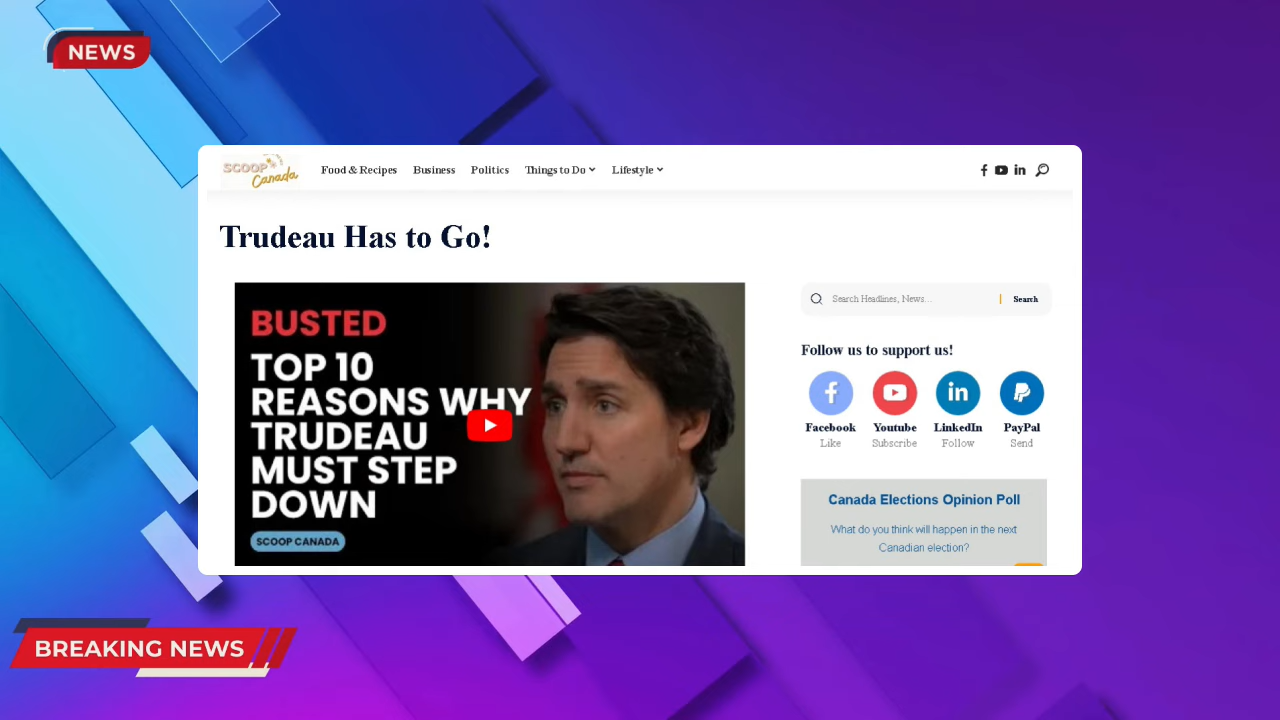 NEWS
SCOOP
Canada
Food & Recipes Business Politics Things to Do Lifestyle
Trudeau Has to Go!
BUSTED
TOP 10
REASONS WHY
TRUDEAU
MUST STEP
DOWN
SCOOP CANADA
Search Headlines, News... Search
Follow us to support us!
Facebook Youtube LinkedIn PayPal
Like Subscribe Follow Send
Canada Elections Opinion Poll
What do you think will happen in the next
Canadian election?
BREAKING NEWS